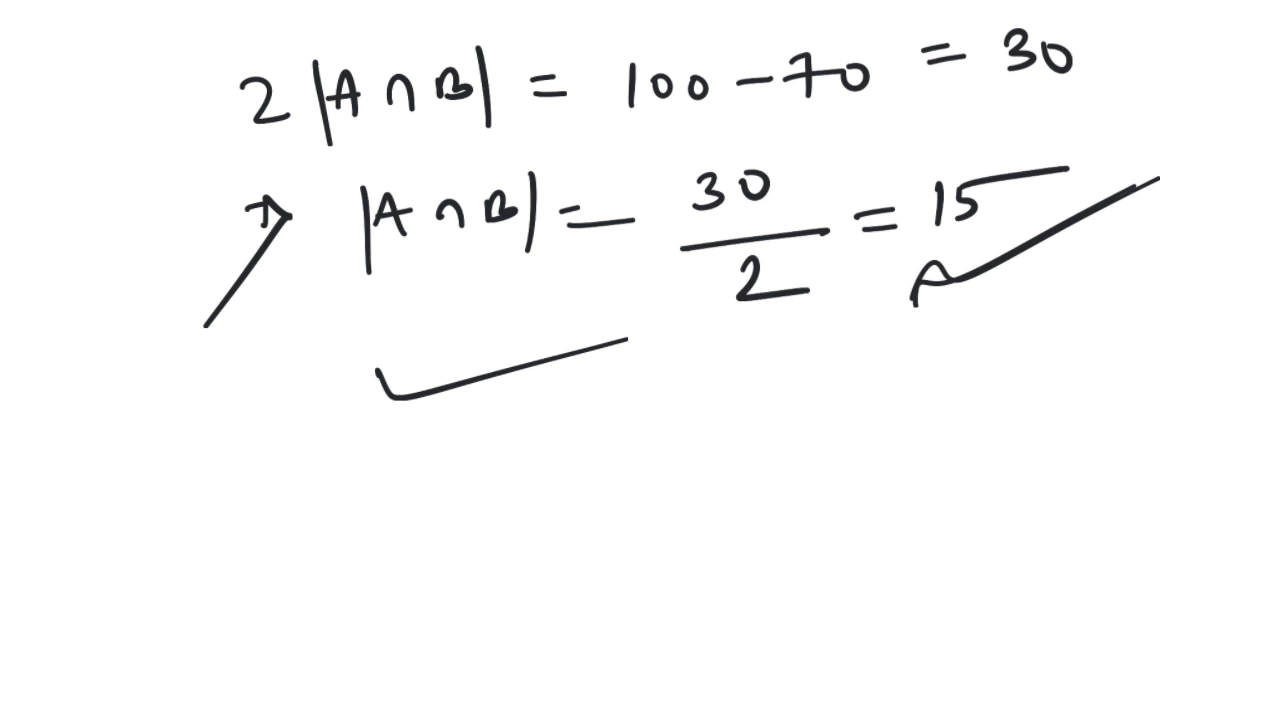 2 |A ∩ B| = 100 - 70 = 30
→ |A ∩ B| = 30/2 = 15